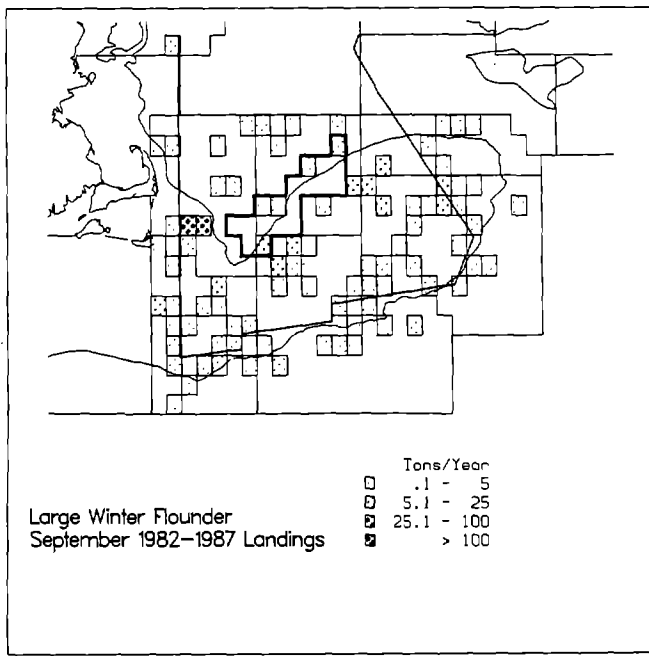 Tons/Year
.1 - 5
5.1 - 25
25.1 - 100
> 100
Large Winter Flounder
September 1982-1987 Landings